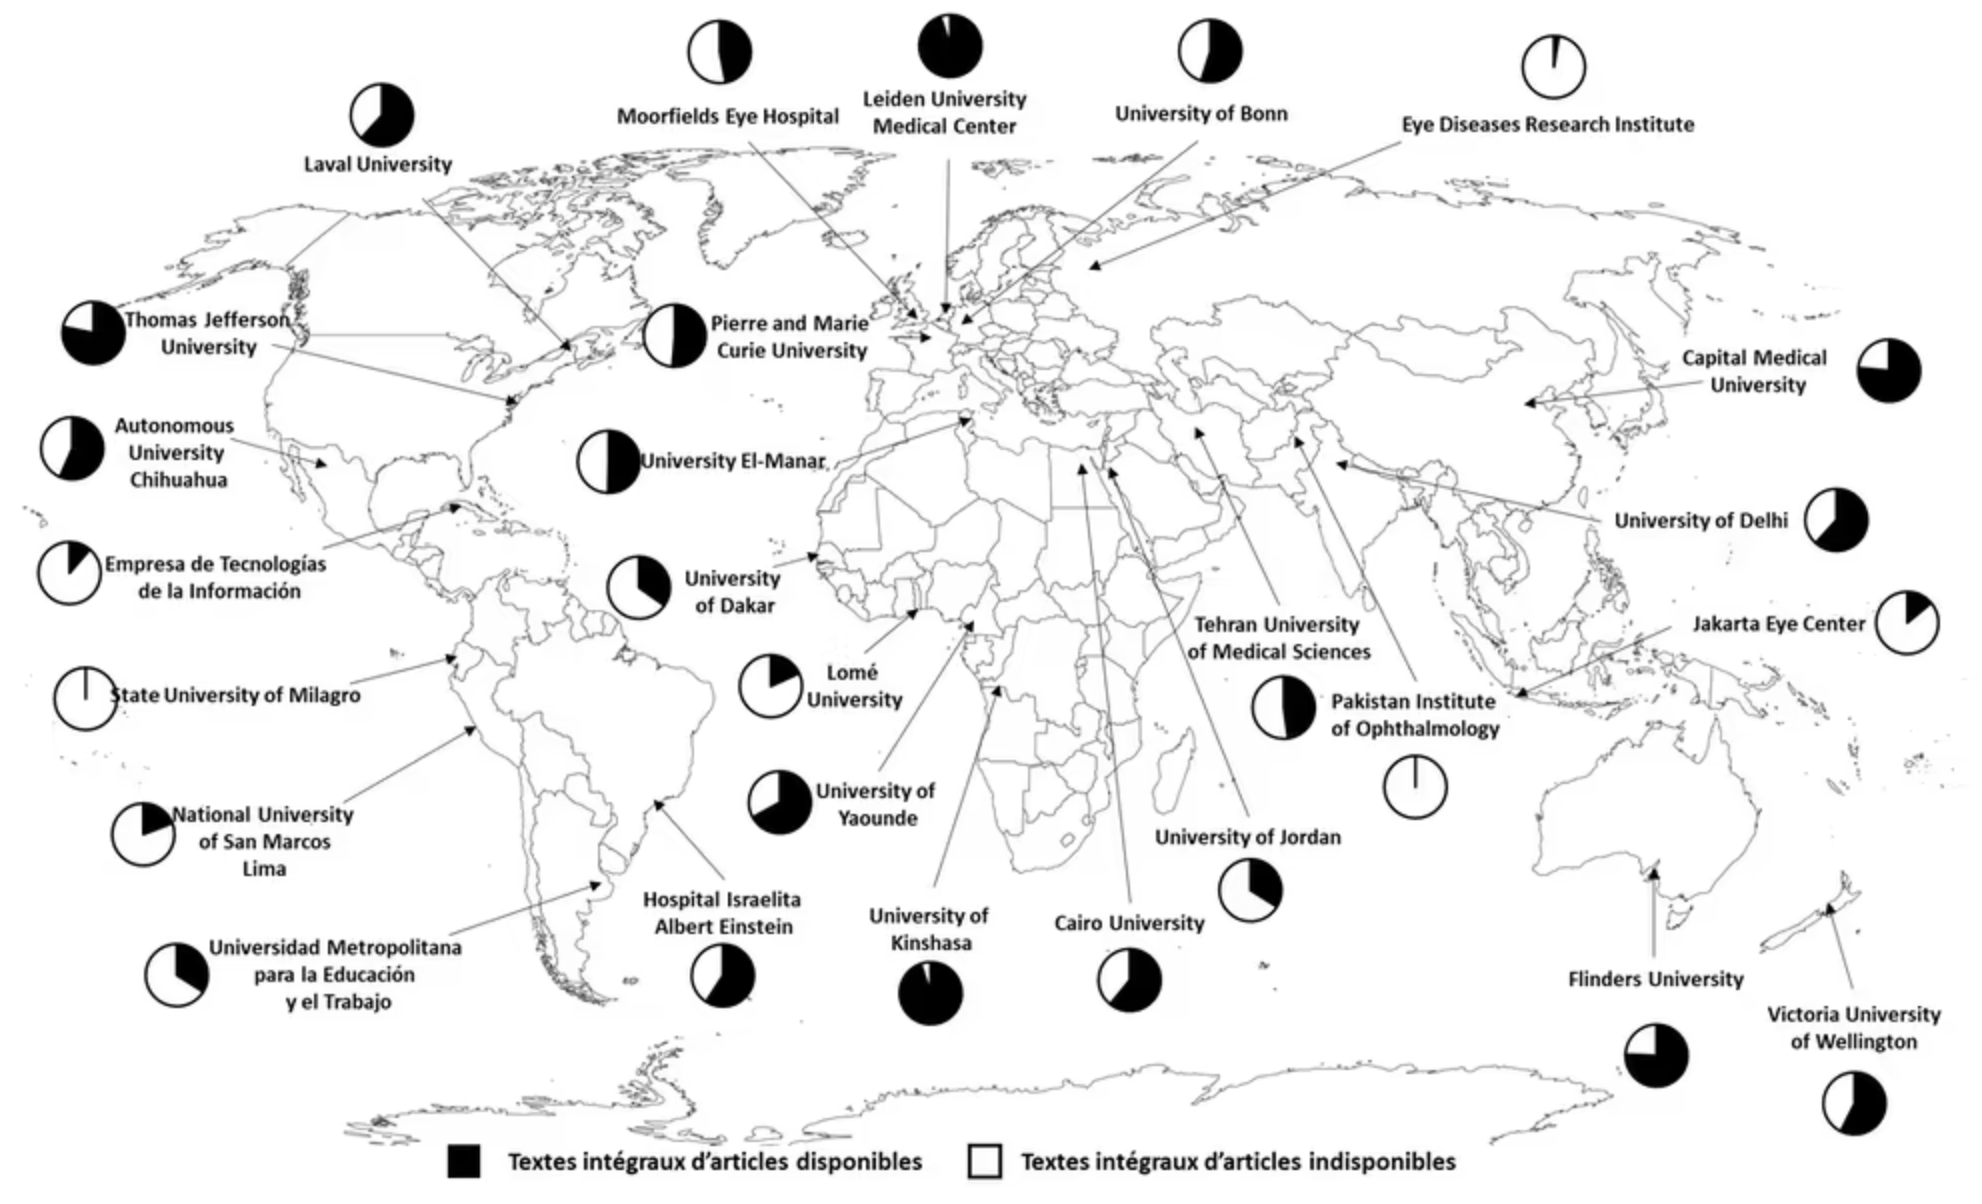 Laval University
Moorfields Eye Hospital
Leiden University
Medical Center
University of Bonn
Eye Diseases Research Institute
Thomas Jefferson
University
Pierre and Marie
Curie University
Capital Medical
University
Autonomous
University
Chihuahua
University El-Manar
University of Delhi
Empresa de Tecnologías
de la Información
University
of Dakar
Jakarta Eye Center
Tehran University
of Medical Sciences
State University of Milagro
Lomé
University
Pakistan Institute
of Ophthalmology
National University
of San Marcos
Lima
University of
Yaounde
University of Jordan
Hospital Israelita
Albert Einstein
University of
Kinshasa
Cairo University
Universidad Metropolitana
para la Educación
y el Trabajo
Flinders University
Victoria University
of Wellington
Textes intégraux d’articles disponibles
Textes intégraux d’articles indisponibles